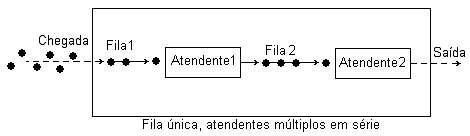 Chegada
Fila1
Atendente1
Fila 2
Atendente2
Saída
Fila única, atendentes múltiplos em série